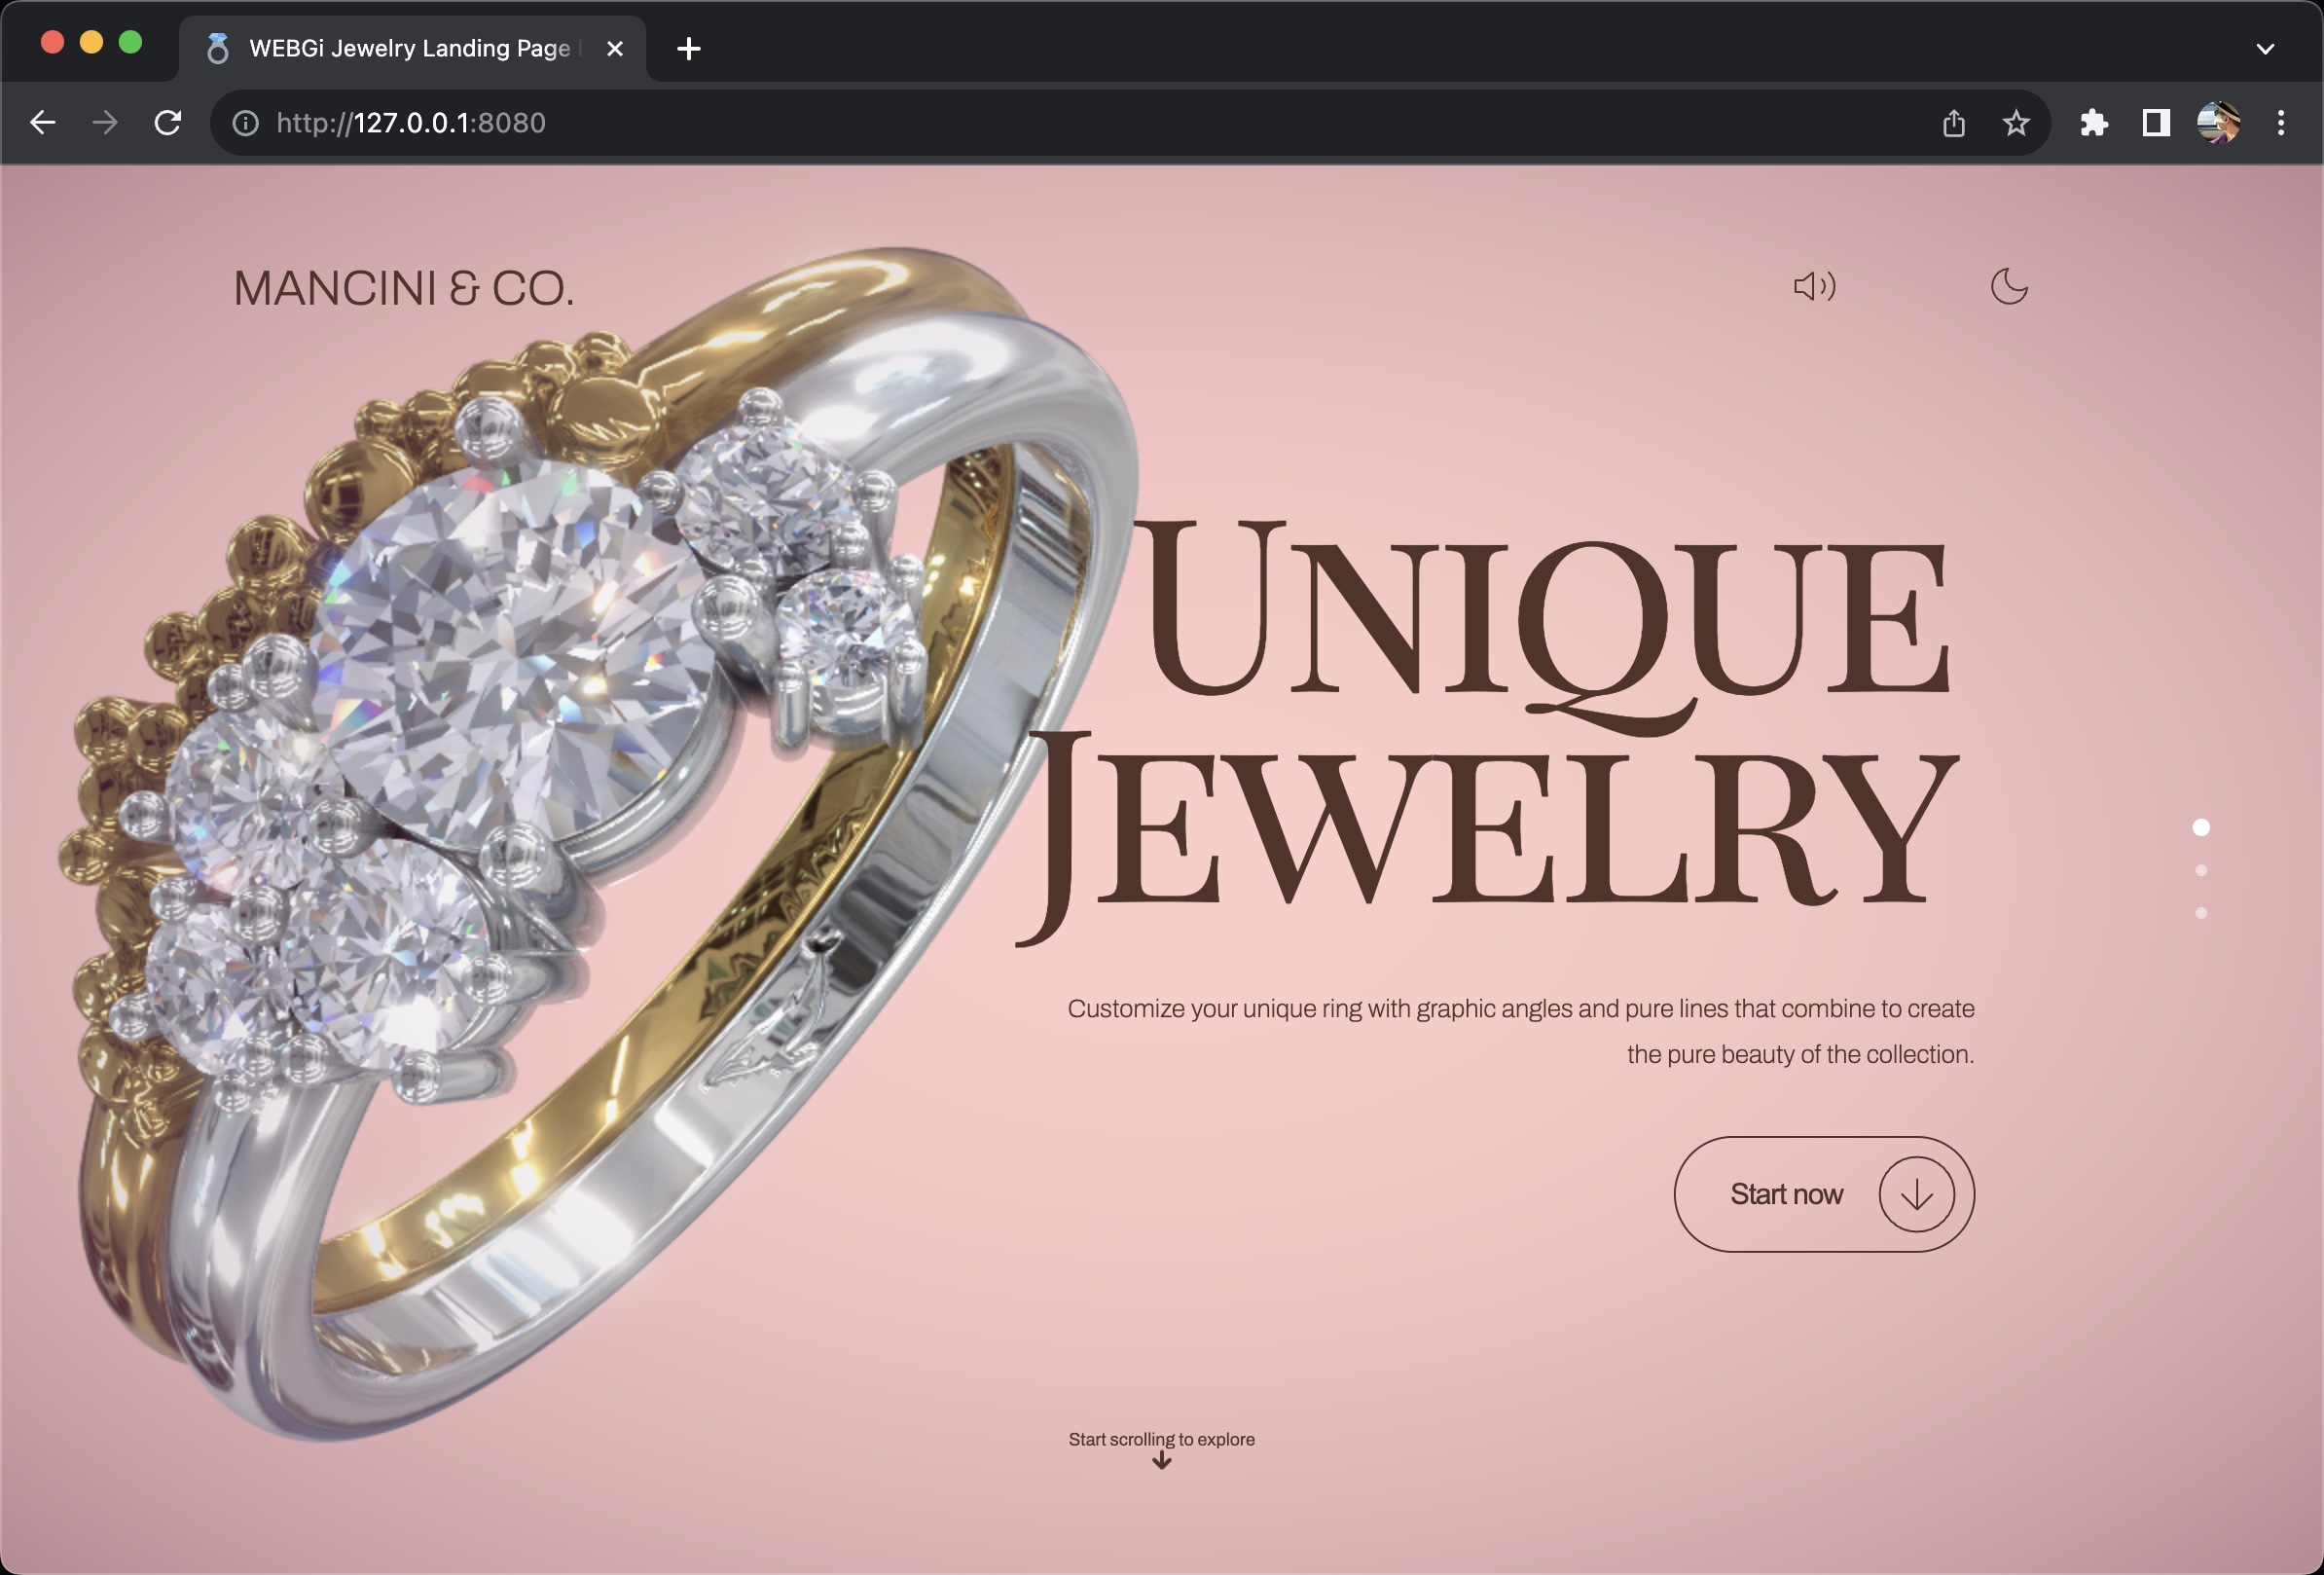 WEBGi Jewelry Landing Page
http://127.0.0.1:8080
MANCINI & CO.
UNIQUE
JEWELRY
Customize your unique ring with graphic angles and pure lines that combine to create
the pure beauty of the collection.
Start now
Start scrolling to explore